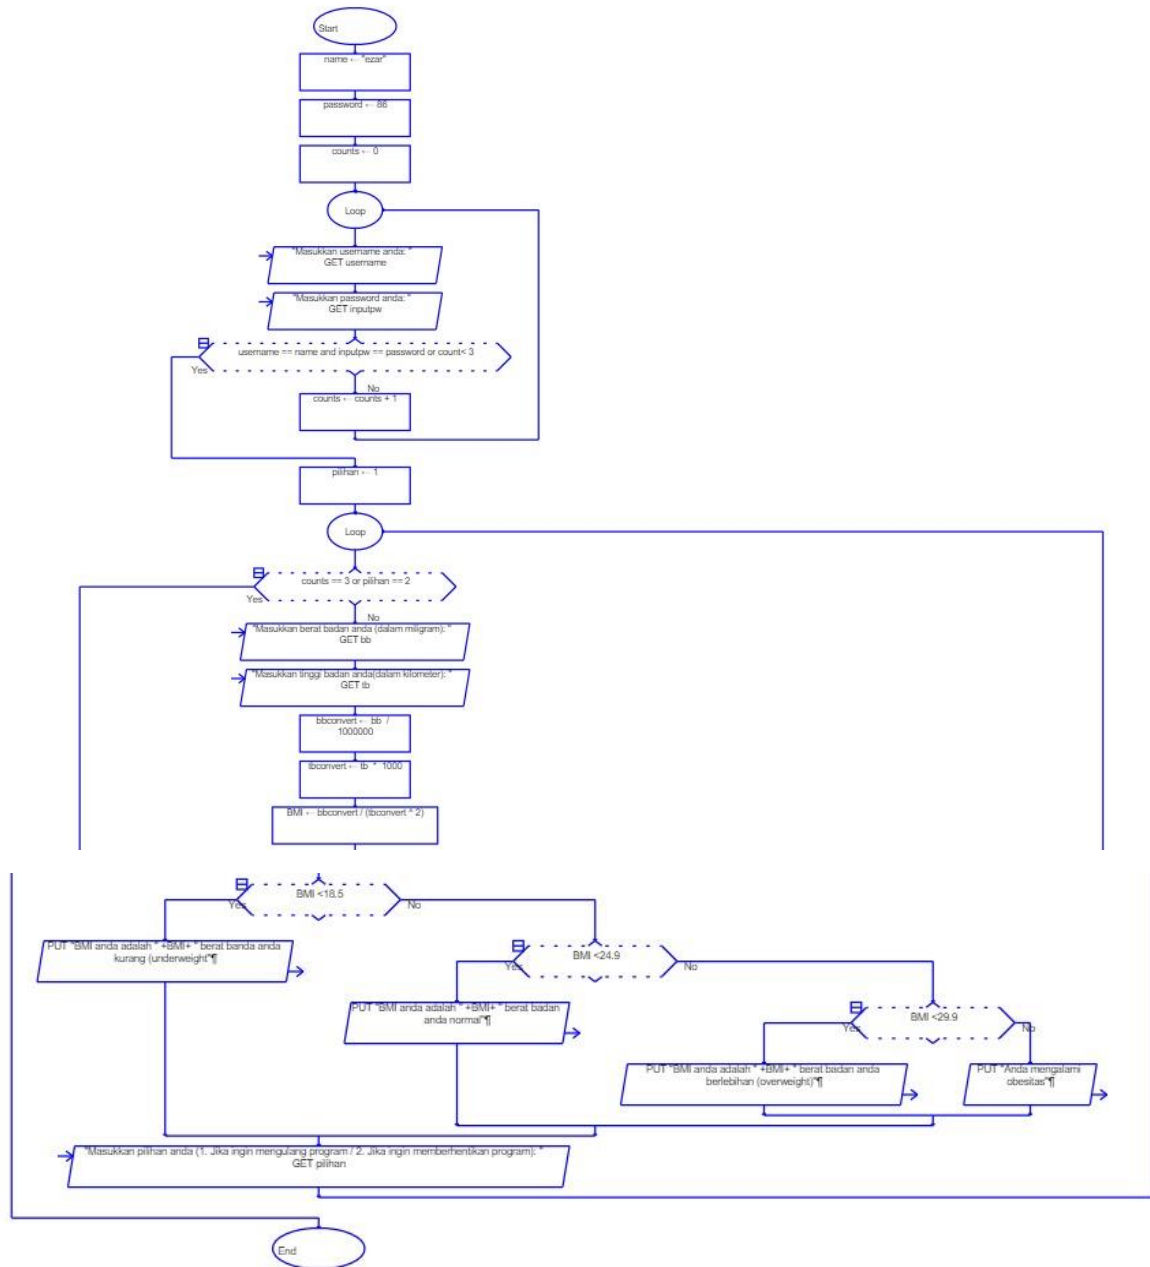 Start
name ← "ezar"
password ← 86
counts ← 0
Loop
"Masukkan username anda: "
GET username
"Masukkan password anda: "
GET inputpw
username == name and inputpw == password or count< 3
Yes
No
counts ← counts + 1
pilihan ← 1
Loop
counts == 3 or pilihan == 2
Yes
No
"Masukkan berat badan anda (dalam miligram): "
GET bb
"Masukkan tinggi badan anda(dalam kilometer): "
GET tb
bbconvert ← bb /
1000000
tbconvert ← tb * 1000
BMI ← bbconvert / (tbconvert ^ 2)
BMI <18.5
Yes
No
PUT "BMI anda adalah " +BMI+ " berat banda anda
kurang (underweight"¶
BMI <24.9
Yes
No
PUT "BMI anda adalah " +BMI+ " berat badan
anda normal"¶
BMI <29.9
Yes
No
PUT "BMI anda adalah " +BMI+ " berat badan anda
berlebihan (overweight)"¶
PUT "Anda mengalami
obesitas"¶
"Masukkan pilihan anda (1. Jika ingin mengulang program / 2. Jika ingin memberhentikan program): "
GET pilihan
End